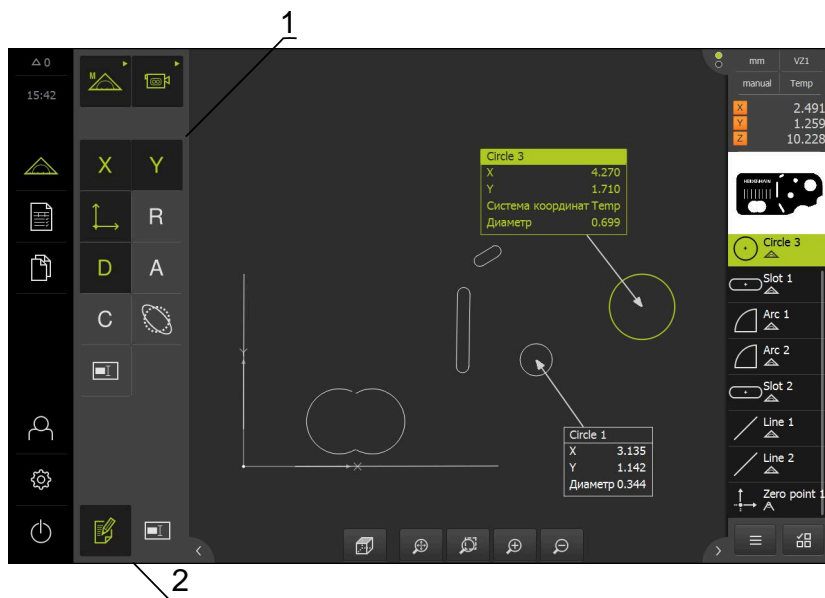 1
0
15:42
M
X Y
R
D A
C
Circle 3
X 4.270
Y 1.710
Система координат Temp
Диаметр 0.699
Y
X
Circle 1
X 3.135
Y 1.142
Диаметр 0.344
mm VZ1
manual Temp
X 2.491
Y 1.259
Z 10.228
HEIDENHAIN
Circle 3
Slot 1
Arc 1
Arc 2
Slot 2
Line 1
Line 2
Zero point 1
A
2